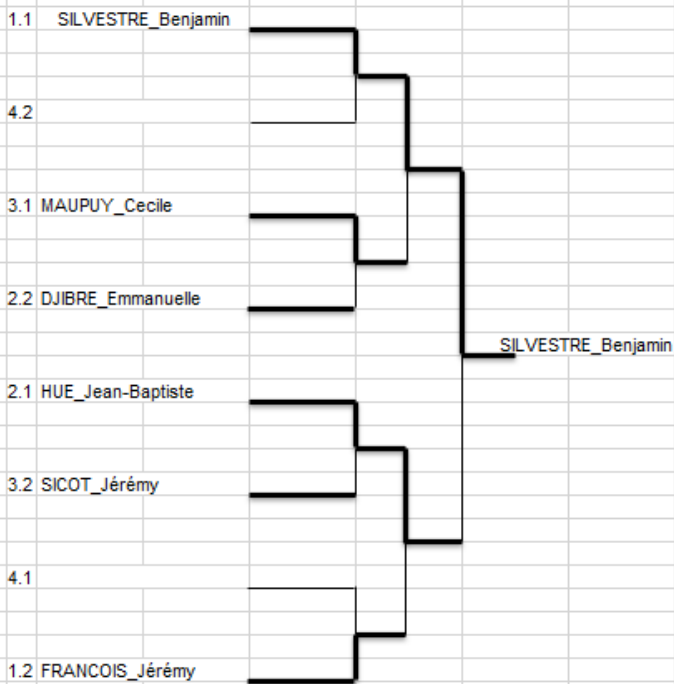 1.1 SILVESTRE_Benjamin
4.2
3.1 MAUPUY_Cecile
2.2 DJIBRE_Emmanuelle
SILVESTRE_Benjamin
2.1 HUE_Jean-Baptiste
3.2 SICOT_Jérémy
4.1
1.2 FRANCOIS_Jérémy